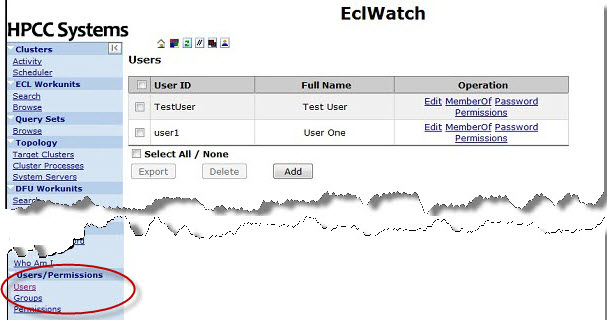 EclWatch
HPCC Systems
Clusters
Activity
Scheduler
ECL Workunits
Search
Browse
Query Sets
Browse
Topology
Target Clusters
Cluster Processes
System Servers
DFU Workunits
Users
User ID Full Name Operation
TestUser Test User Edit MemberOf Password
Permissions
user1 User One Edit MemberOf Password
Permissions
Select All / None
Export Delete Add
Who Am I
Users/Permissions
Users
Groups
Permissions